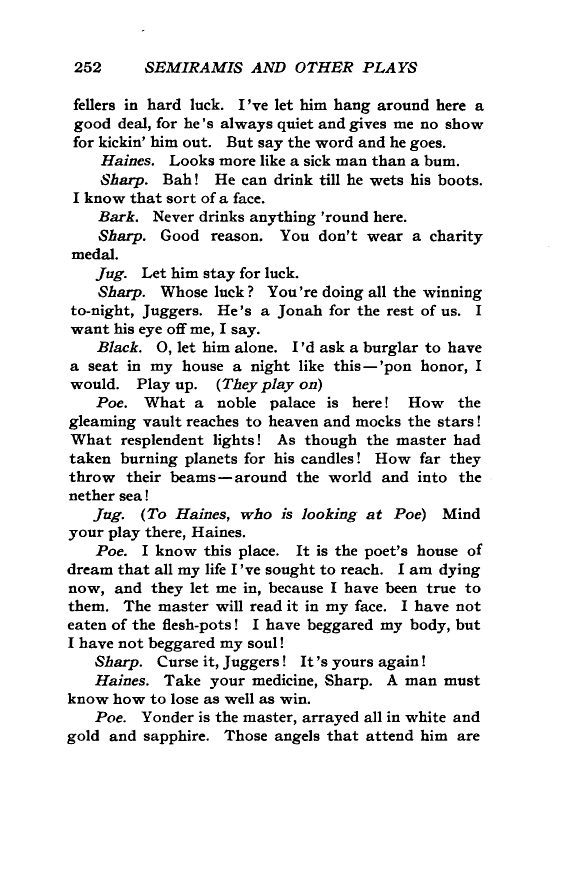 252 SEMIRAMIS AND OTHER PLAYS
fellers in hard luck. I've let him hang around here a
good deal, for he's always quiet and gives me no show
for kickin' him out. But say the word and he goes.
Haines. Looks more like a sick man than a bum.
Sharp. Bah! He can drink till he wets his boots.
I know that sort of a face.
Bark. Never drinks anything 'round here.
Sharp. Good reason. You don't wear a charity
medal.
Jug. Let him stay for luck.
Sharp. Whose luck? You're doing all the winning
to-night, Juggers. He's a Jonah for the rest of us. I
want his eye off me, I say.
Black. O, let him alone. I'd ask a burglar to have
a seat in my house a night like this—'pon honor, I
would. Play up. (They play on)
Poe. What a noble palace is here! How the
gleaming vault reaches to heaven and mocks the stars!
What resplendent lights! As though the master had
taken burning planets for his candles! How far they
throw their beams—around the world and into the
nether sea!
Jug. (To Haines, who is looking at Poe) Mind
your play there, Haines.
Poe. I know this place. It is the poet's house of
dream that all my life I've sought to reach. I am dying
now, and they let me in, because I have been true to
them. The master will read it in my face. I have not
eaten of the flesh-pots! I have beggared my body, but
I have not beggared my soul!
Sharp. Curse it, Juggers! It's yours again!
Haines. Take your medicine, Sharp. A man must
know how to lose as well as win.
Poe. Yonder is the master, arrayed all in white and
gold and sapphire. Those angels that attend him are